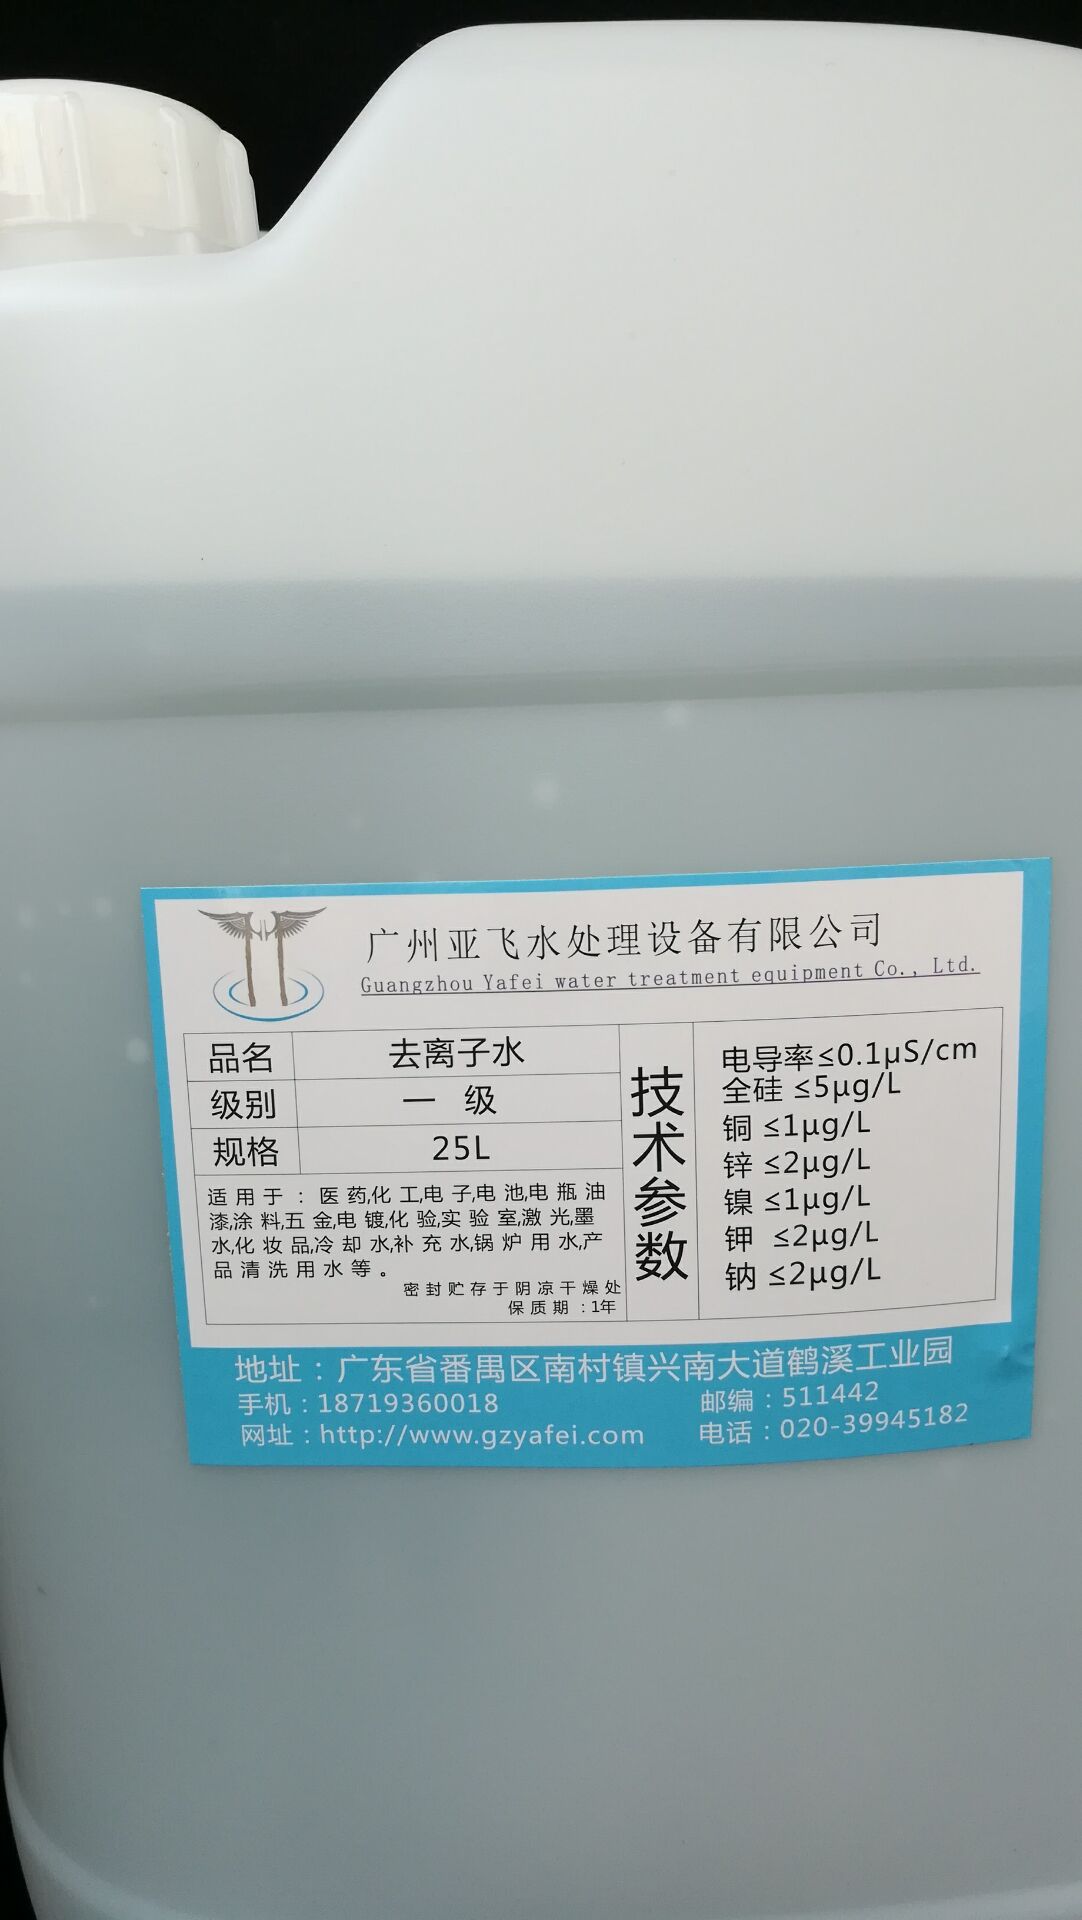 广州亚飞水处理设备有限公司
Guangzhou Yafei water treatment equipment Co., Ltd.
品名 去离子水
级别 一 级
规格 25L
适用于：医药,化工,电子,电池,电瓶油
漆,涂料,五金,电镀,化验,实验室,激光,墨
水,化妆品,冷却水,补充水,锅炉用水,产
品清洗用水等。
密封贮存于阴凉干燥处
保质期：1年
技术参数
电导率≤0.1μS/cm
全硅 ≤5μg/L
铜 ≤1μg/L
锌 ≤2μg/L
镍 ≤1μg/L
钾 ≤2μg/L
钠 ≤2μg/L
地址：广东省番禺区南村镇兴南大道鹤溪工业园
手机：18719360018 邮编：511442
网址：http://www.gzyafei.com 电话：020-39945182